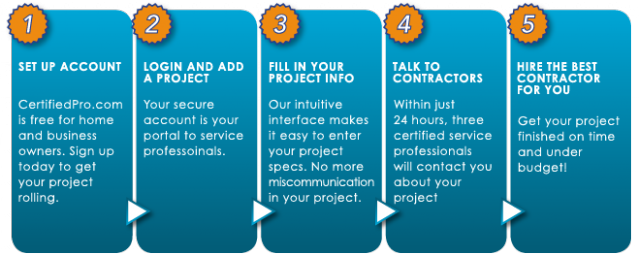 1
SET UP ACCOUNT
CertifiedPro.com
is free for home
and business
owners. Sign up
today to get
your project
rolling.
2
LOGIN AND ADD
A PROJECT
Your secure
account is your
portal to service
professoinals.
3
FILL IN YOUR
PROJECT INFO
Our intuitive
interface makes
it easy to enter
your project
specs. No more
miscommunication
in your project.
4
TALK TO
CONTRACTORS
Within just
24 hours, three
certified service
professionals
will contact you
about your
project
5
HIRE THE BEST
CONTRACTOR
FOR YOU
Get your project
finished on time
and under
budget!